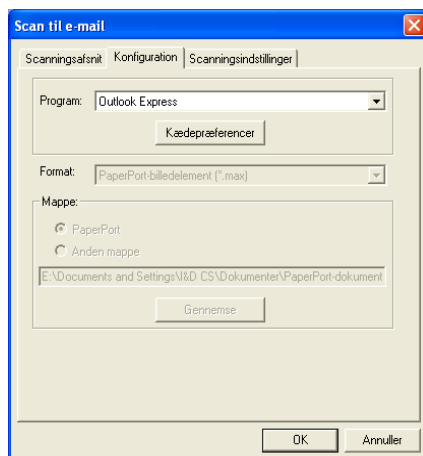 Scan til e-mail
Scanningsafsnit Konfiguration Scanningsindstillinger
Program: Outlook Express
Kædepræferencer
Format: PaperPort-billedelement (*.max)
Mappe:
PaperPort
Anden mappe
E:\Documents and Settings\I&D CS\Dokumenter\PaperPort-dokument
Gennemse
OK Annuller